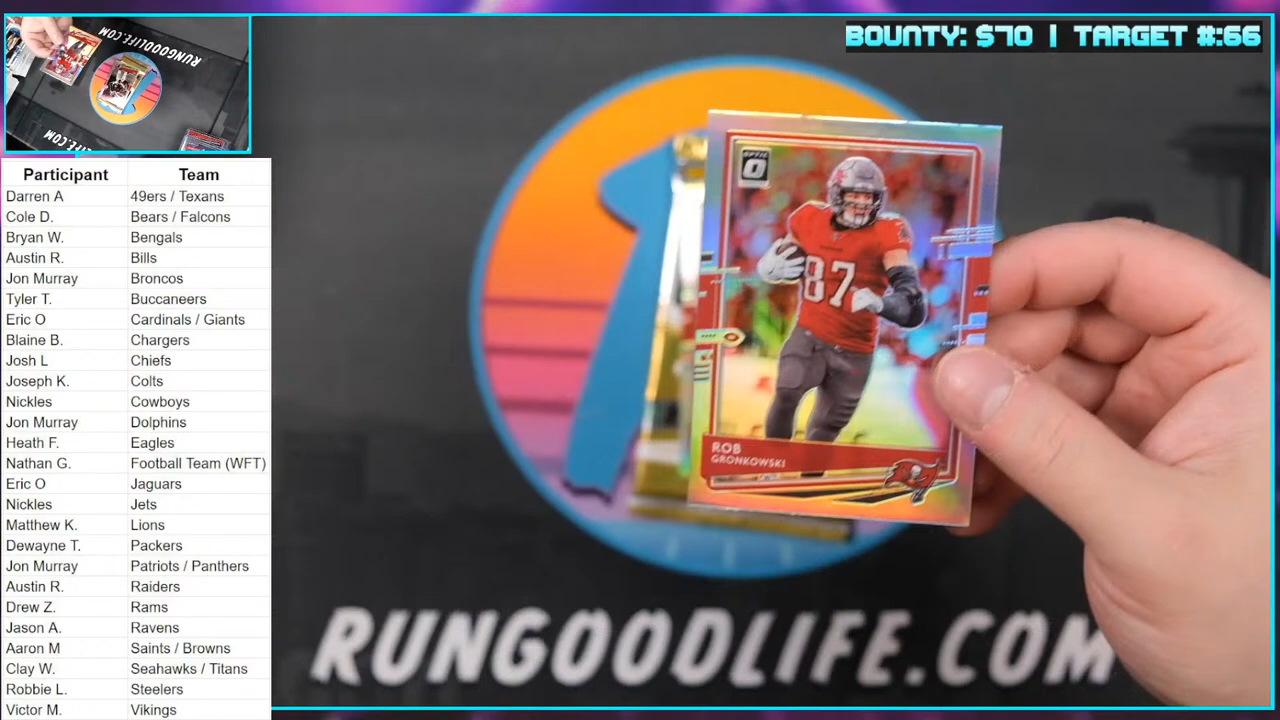 BOUNTY: $70 | TARGET #:66
RUNGOODLIFE.COM
RUNGOODLIFE.COM
Participant Team
Darren A 49ers / Texans
Cole D. Bears / Falcons
Bryan W. Bengals
Austin R. Bills
Jon Murray Broncos
Tyler T. Buccaneers
Eric O Cardinals / Giants
Blaine B. Chargers
Josh L Chiefs
Joseph K. Colts
Nickles Cowboys
Jon Murray Dolphins
Heath F. Eagles
Nathan G. Football Team (WFT)
Eric O Jaguars
Nickles Jets
Matthew K. Lions
Dewayne T. Packers
Jon Murray Patriots / Panthers
Austin R. Raiders
Drew Z. Rams
Jason A. Ravens
Aaron M Saints / Browns
Clay W. Seahawks / Titans
Robbie L. Steelers
Victor M. Vikings
OPTIC
87
ROB
GRONKOWSKI
RUNGOODLIFE.COM